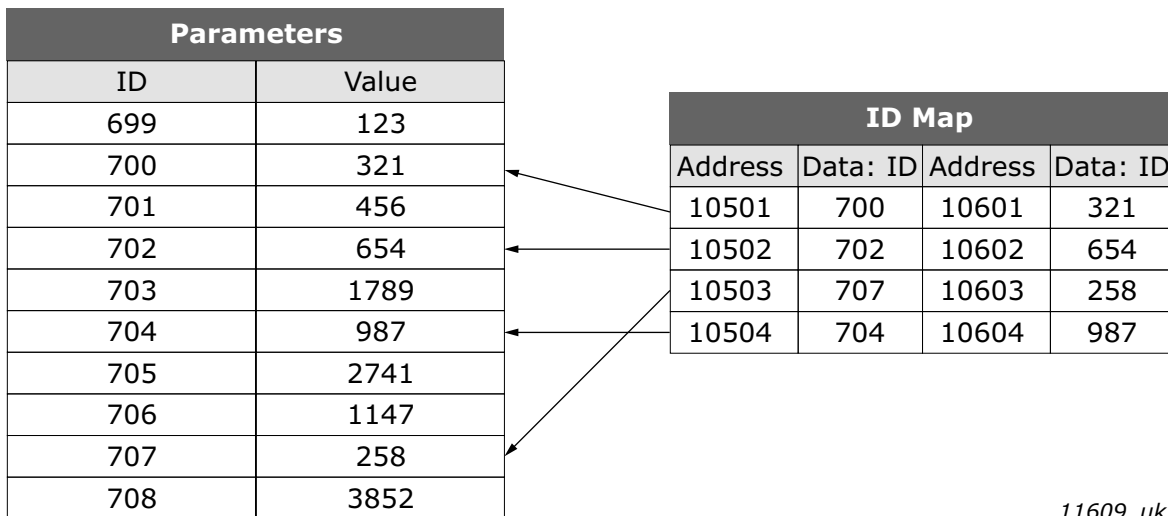 Parameters
ID Value
699 123
700 321
701 456
702 654
703 1789
704 987
705 2741
706 1147
707 258
708 3852
ID Map
Address Data: ID Address Data: ID
10501 700 10601 321
10502 702 10602 654
10503 707 10603 258
10504 704 10604 987
11609_uk